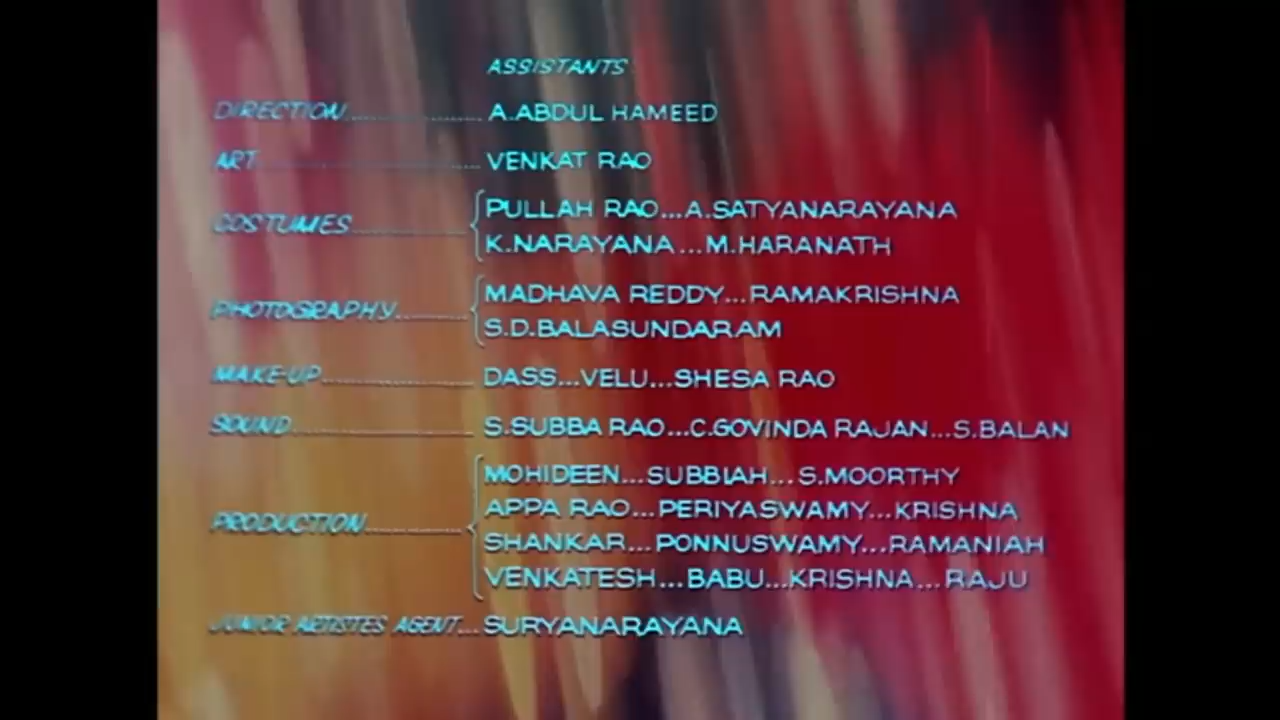 ASSISTANTS
DIRECTION.................... A.ABDUL HAMEED
ART.................... VENKAT RAO
COSTUMES.................... PULLAH RAO...A.SATYANARAYANA
K.NARAYANA...M.HARANATH
PHOTOGRAPHY............ MADHAVA REDDY...RAMAKRISHNA
S.D.BALASUNDARAM
MAKE-UP.................... DASS...VELU...SHESA RAO
SOUND.................... S.SUBBA RAO...C.GOVINDA RAJAN...S.BALAN
PRODUCTION.............. MOHIDEEN...SUBBIAH...S.MOORTHY
APPA RAO...PERIYASWAMY...KRISHNA
SHANKAR...PONNUSWAMY...RAMANIAH
VENKATESH...BABU...KRISHNA...RAJU
JUNIOR ARTISTES AGENT...SURYANARAYANA